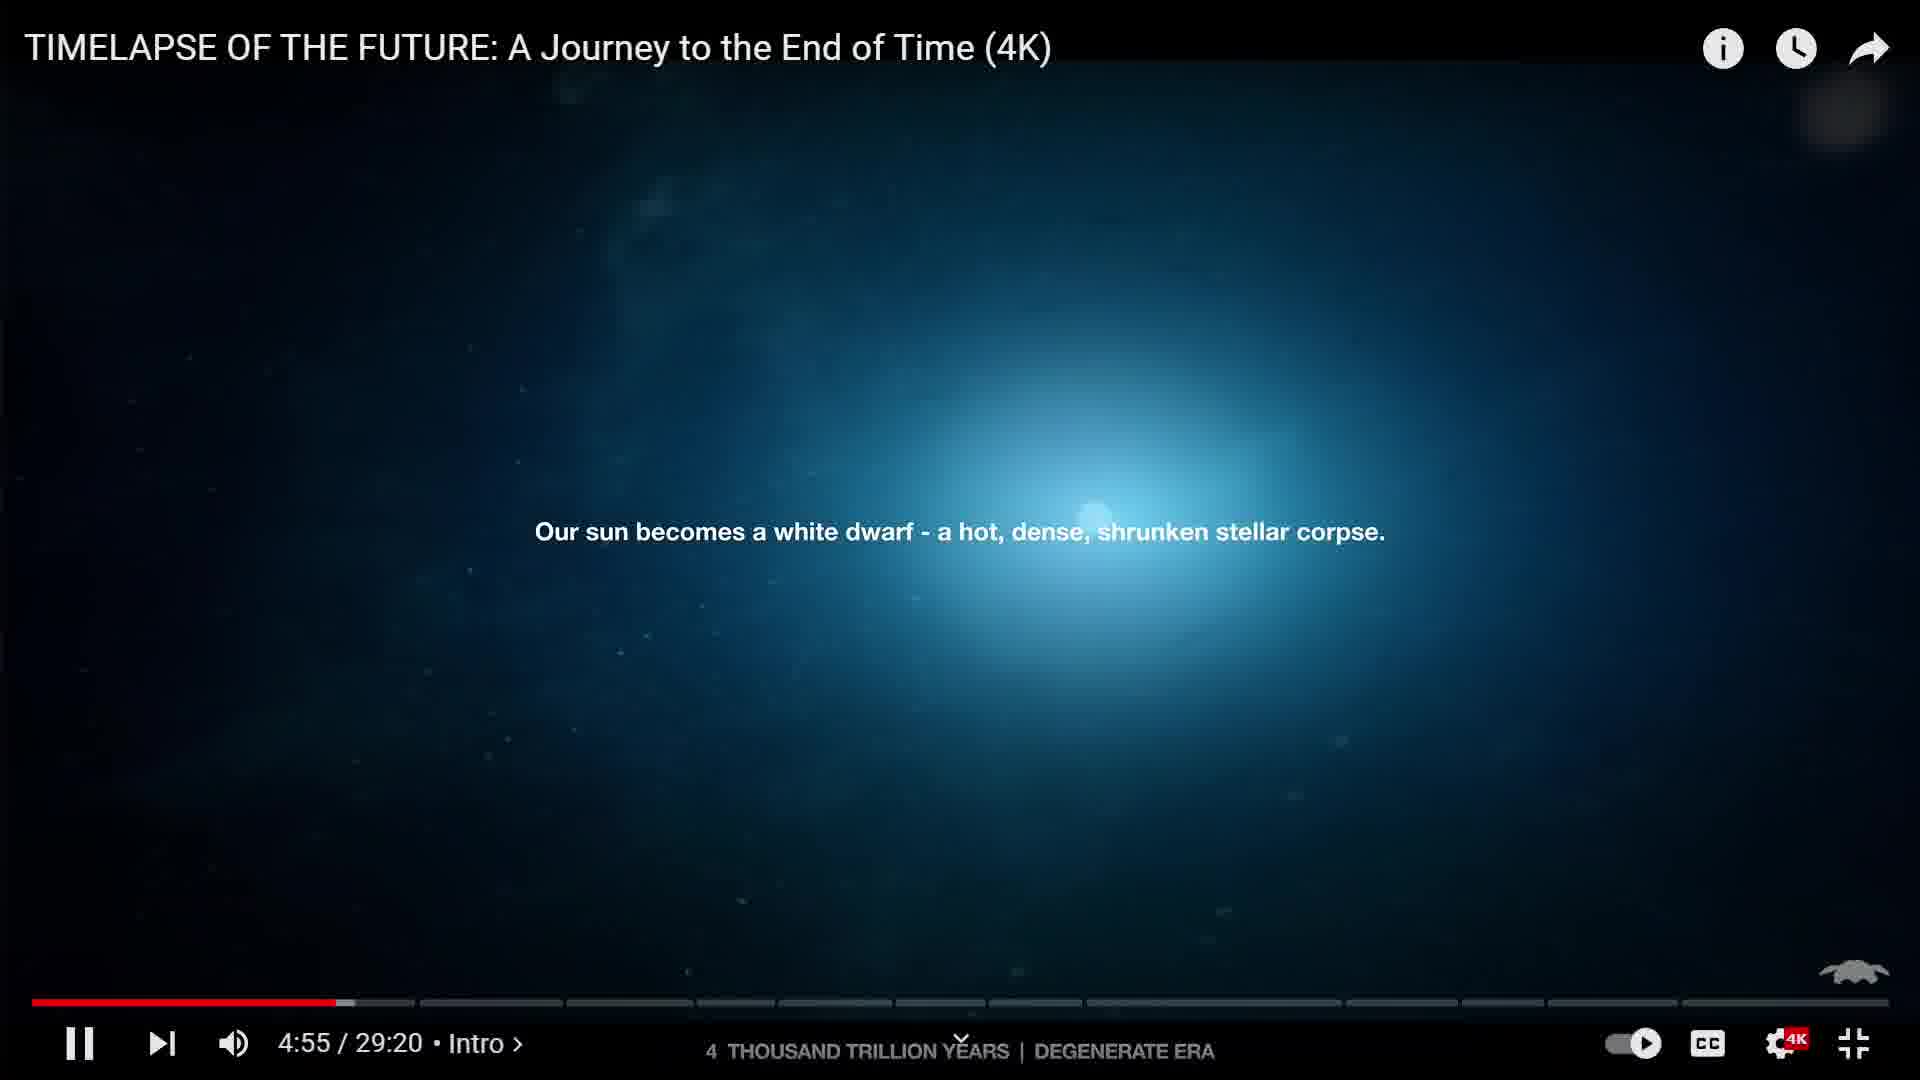 TIMELAPSE OF THE FUTURE: A Journey to the End of Time (4K)
Our sun becomes a white dwarf - a hot, dense, shrunken stellar corpse.
4:55 / 29:20 • Intro
4 THOUSAND TRILLION YEARS | DEGENERATE ERA
CC
4K